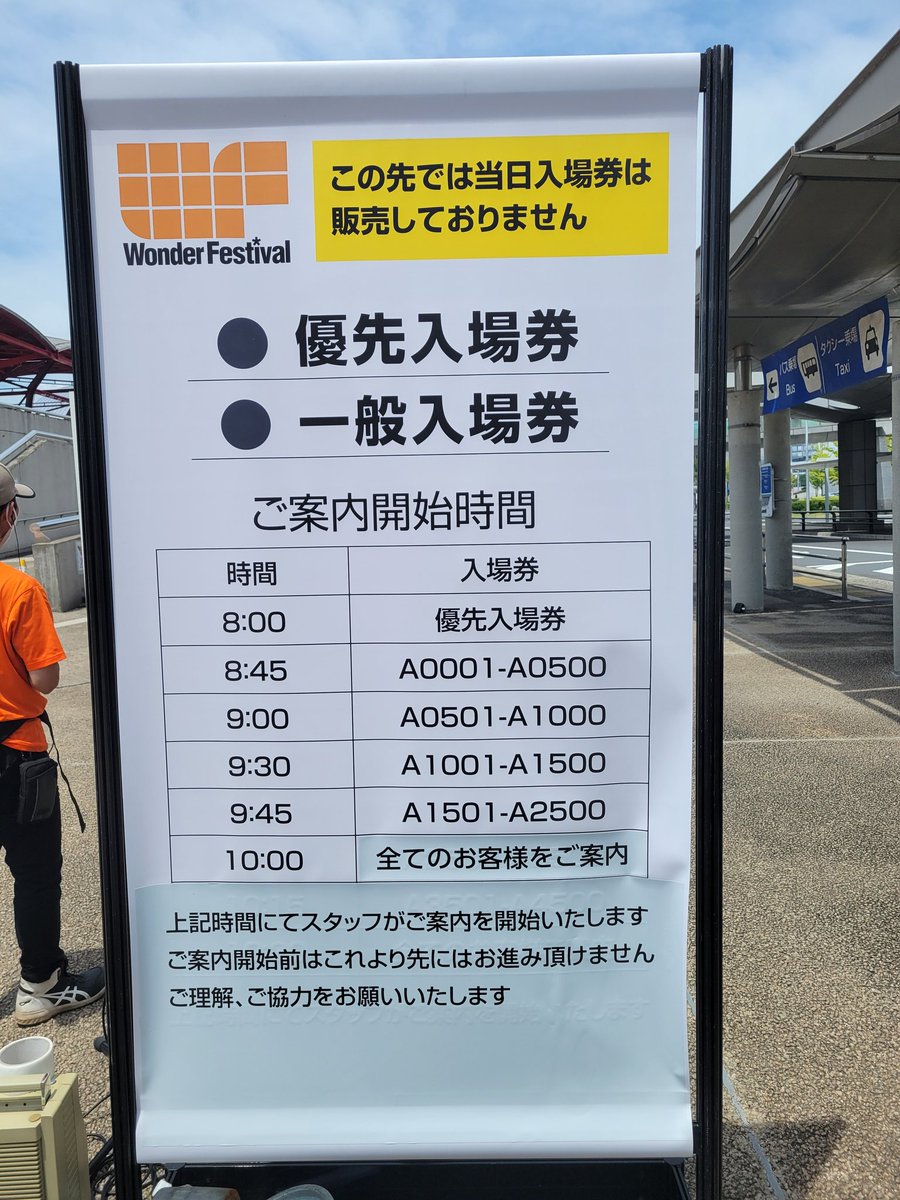 この先では当日入場券は
販売しておりません
Wonder Festival
● 優先入場券
● 一般入場券
ご案内開始時間
時間 入場券
8:00 優先入場券
8:45 A0001-A0500
9:00 A0501-A1000
9:30 A1001-A1500
9:45 A1501-A2500
10:00 全てのお客様をご案内
上記時間にてスタッフがご案内を開始いたします
ご案内開始前はこれより先にはお進み頂けません
ご理解、ご協力をお願いいたします
バス乗場 Bus
タクシー乗場 Taxi